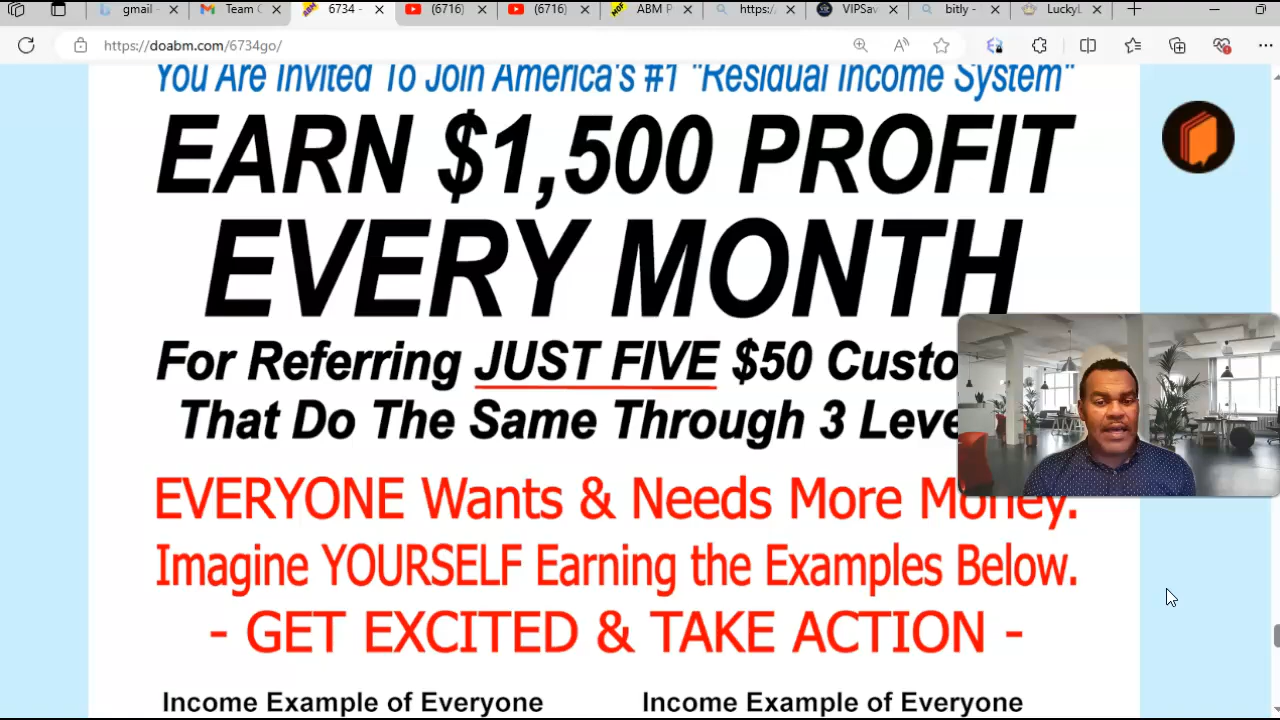 gmail -
Team C
6734 -
(6716)
(6716)
ABM P
https:/
VIPSav
bitly -
LuckyL
https://doabm.com/6734go/
You Are Invited To Join America's #1 "Residual Income System"
EARN $1,500 PROFIT
EVERY MONTH
For Referring JUST FIVE $50 Custo
That Do The Same Through 3 Leve
EVERYONE Wants & Needs More Money.
Imagine YOURSELF Earning the Examples Below.
- GET EXCITED & TAKE ACTION -
Income Example of Everyone
Income Example of Everyone